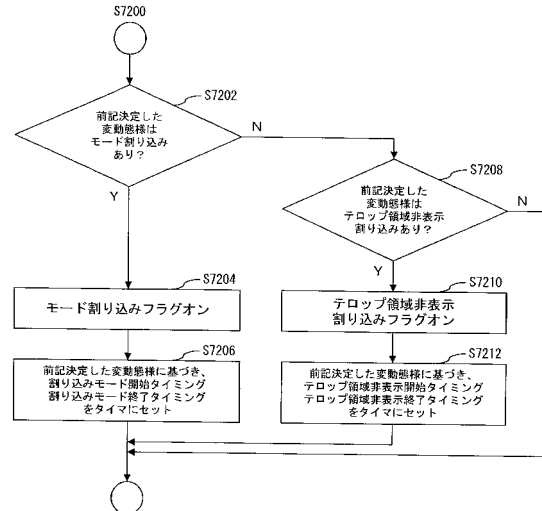 S7200
S7202
前記決定した
変動態様は
モード割り込み
あり？
N
Y
S7208
前記決定した
変動態様は
テロップ領域非表示
割り込みあり？
N
Y
S7204
モード割り込みフラグオン
S7210
テロップ領域非表示
割り込みフラグオン
S7206
前記決定した変動態様に基づき、
割り込みモード開始タイミング
割り込みモード終了タイミング
をタイマにセット
S7212
前記決定した変動態様に基づき、
テロップ領域非表示開始タイミング
テロップ領域非表示終了タイミング
をタイマにセット